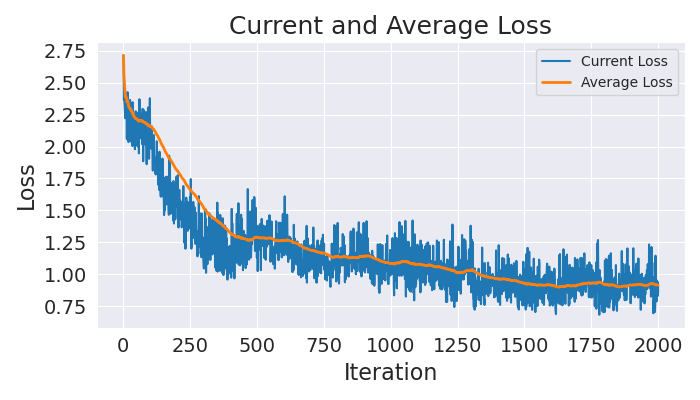 Current and Average Loss
Current Loss
Average Loss
2.75
2.50
2.25
2.00
1.75
1.50
1.25
1.00
0.75
Loss
0 250 500 750 1000 1250 1500 1750 2000
Iteration